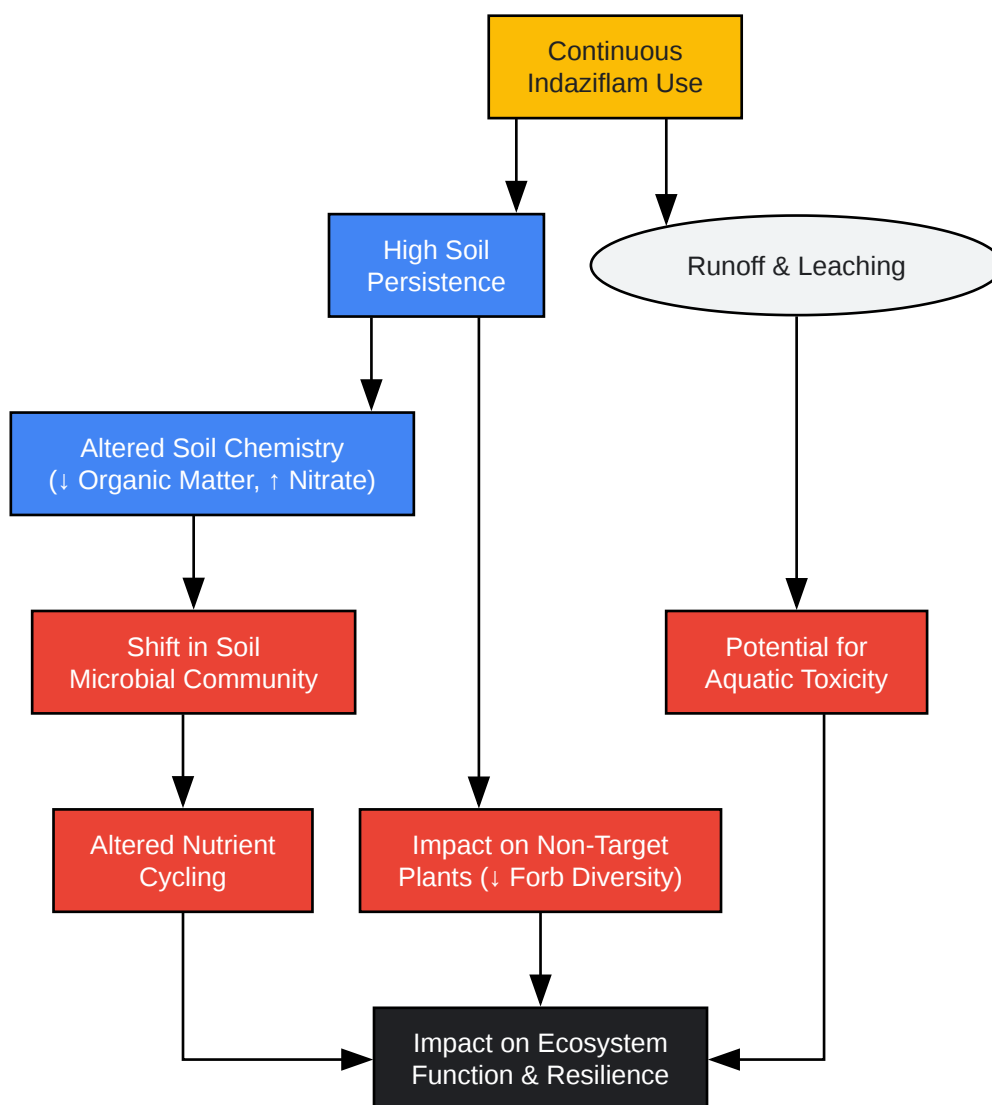 Continuous
Indaziflam Use
High Soil
Persistence
Runoff & Leaching
Altered Soil Chemistry
(↓ Organic Matter, ↑ Nitrate)
Shift in Soil
Microbial Community
Potential for
Aquatic Toxicity
Altered Nutrient
Cycling
Impact on Non-Target
Plants (↓ Forb Diversity)
Impact on Ecosystem
Function & Resilience